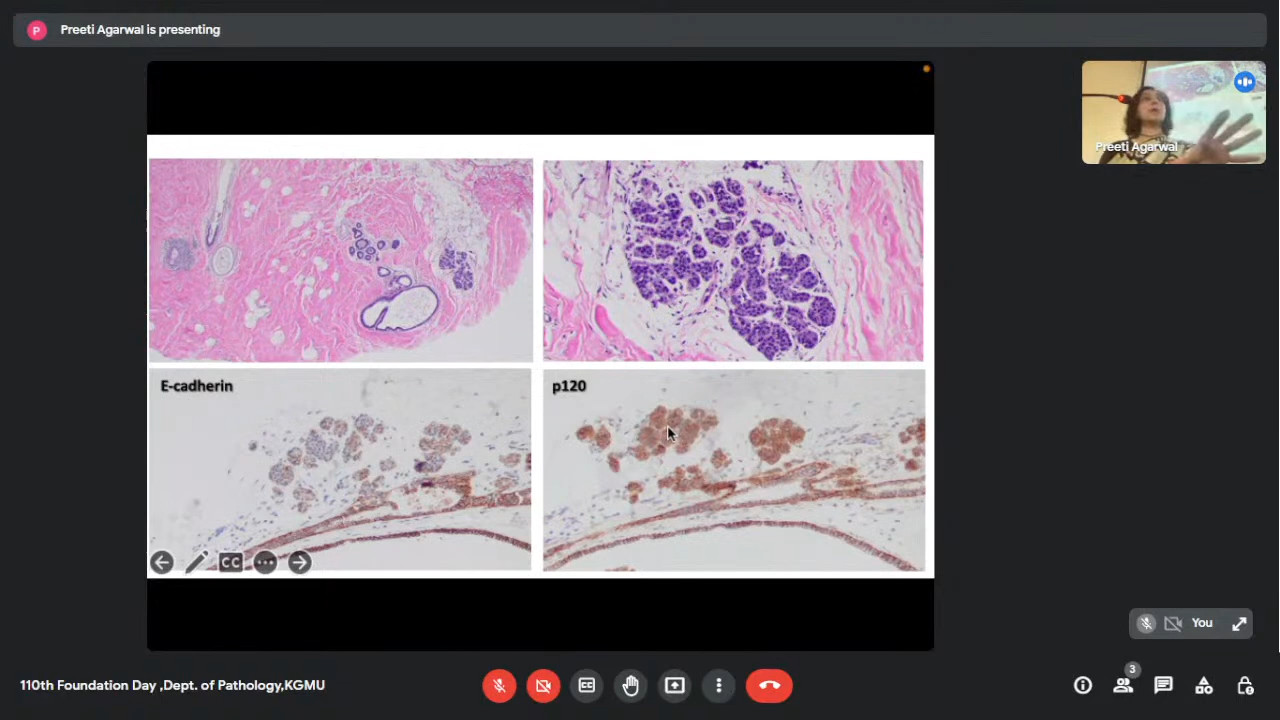 P Preeti Agarwal is presenting
Preeti Agarwal
E-cadherin
p120
CC
You
3
110th Foundation Day ,Dept. of Pathology,KGMU